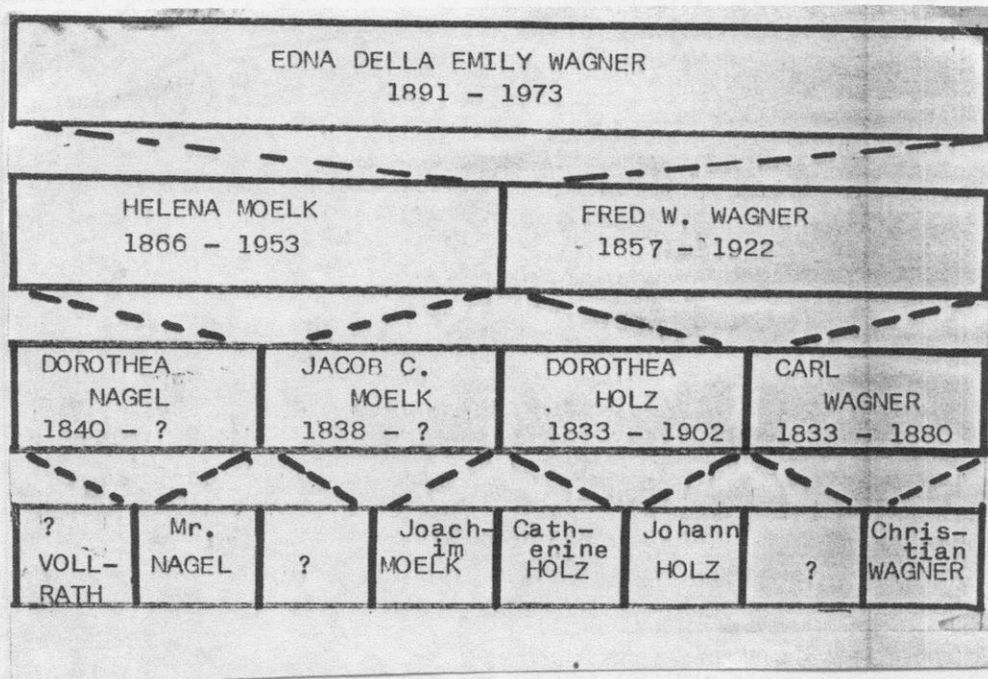 EDNA DELLA EMILY WAGNER
1891 - 1973
HELENA MOELK
1866 - 1953
FRED W. WAGNER
1857 - 1922
DOROTHEA
NAGEL
1840 - ?
JACOB C.
MOELK
1838 - ?
DOROTHEA
HOLZ
1833 - 1902
CARL
WAGNER
1833 - 1880
?
VOLL-
RATH
Mr.
NAGEL
?
Joach-
im
MOELK
Cath-
erine
HOLZ
Johann
HOLZ
?
Chris-
tian
WAGNER